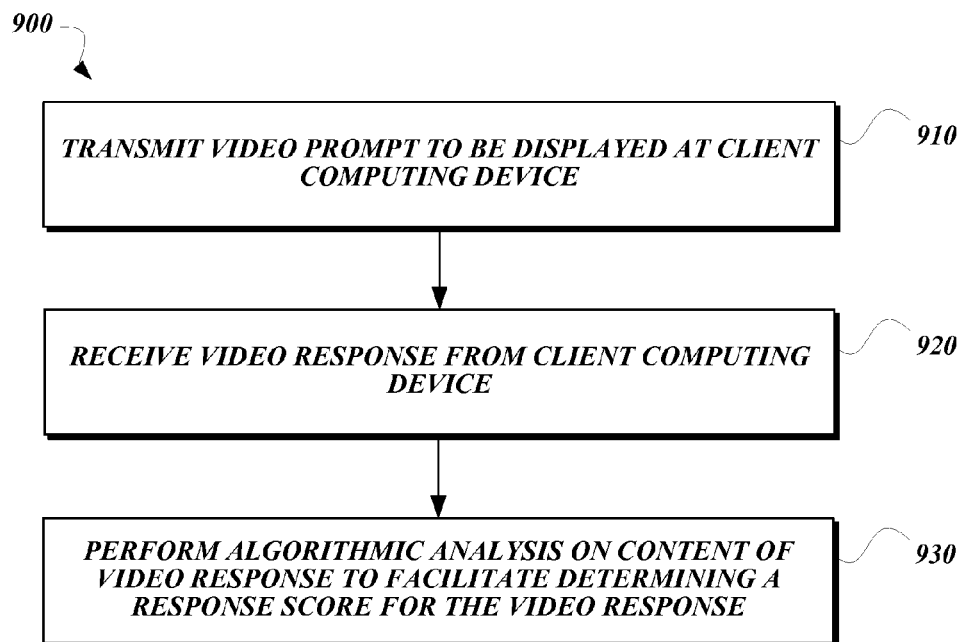 900
TRANSMIT VIDEO PROMPT TO BE DISPLAYED AT CLIENT
COMPUTING DEVICE
910
RECEIVE VIDEO RESPONSE FROM CLIENT COMPUTING
DEVICE
920
PERFORM ALGORITHMIC ANALYSIS ON CONTENT OF
VIDEO RESPONSE TO FACILITATE DETERMINING A
RESPONSE SCORE FOR THE VIDEO RESPONSE
930